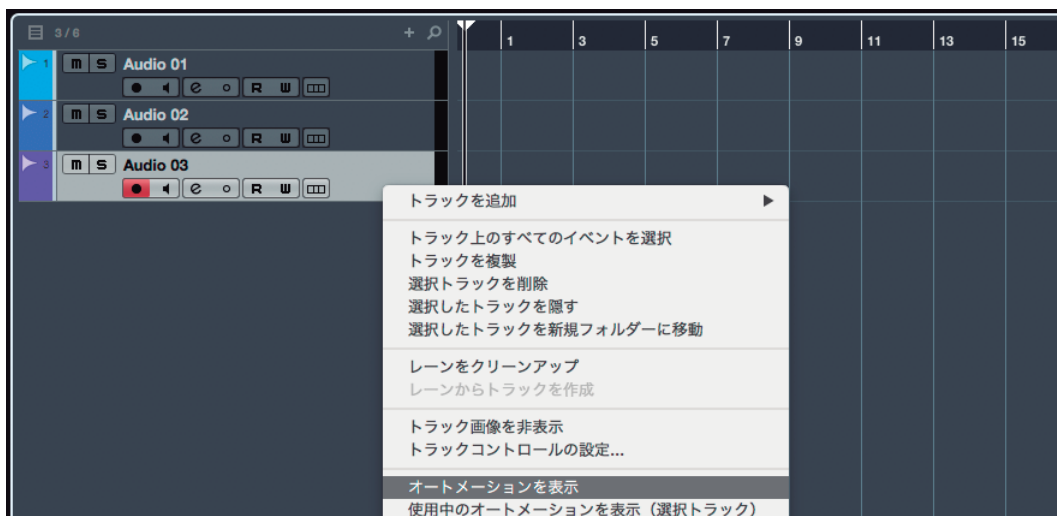 3/6
1 3 5 7 9 11 13 15
1 m S Audio 01
e R W
2 m S Audio 02
e R W
3 m S Audio 03
e R W
トラックを追加
トラック上のすべてのイベントを選択
トラックを複製
選択トラックを削除
選択したトラックを隠す
選択したトラックを新規フォルダーに移動
レーンをクリーンアップ
レーンからトラックを作成
トラック画像を非表示
トラックコントロールの設定...
オートメーションを表示
使用中のオートメーションを表示（選択トラック）